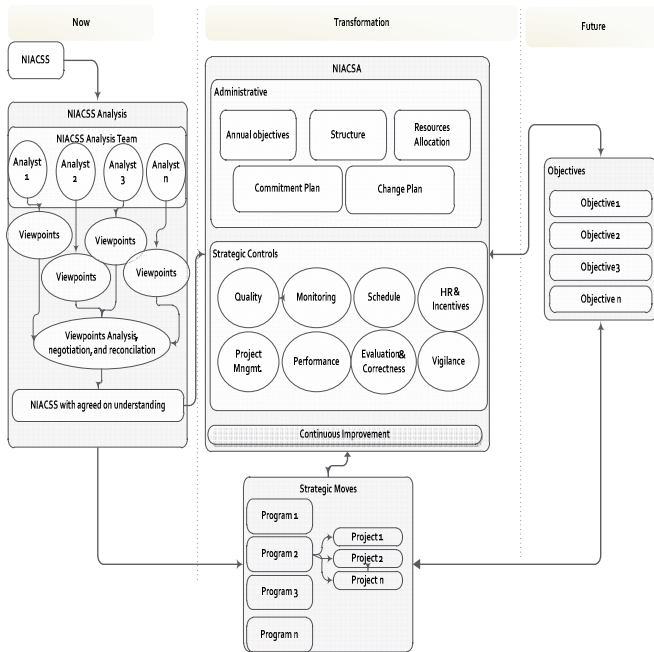 Now
Transformation
Future
NIACSS
NIACSS Analysis
NIACSS Analysis Team
Analyst
1
Analyst
2
Analyst
3
Analyst
n
Viewpoints
Viewpoints
Viewpoints
Viewpoints
Viewpoints Analysis,
negotiation, and reconcilation
NIACSS with agreed on understanding
NIACSA
Administrative
Annual objectives
Structure
Resources
Allocation
Commitment Plan
Change Plan
Strategic Controls
Quality
Monitoring
Schedule
HR &
Incentives
Project
Mngmt.
Performance
Evaluation&
Correctness
Vigilance
Continuous Improvement
Strategic Moves
Program 1
Program 2
Program 3
Program n
Project1
Project2
Project n
Objectives
Objective1
Objective2
Objective3
Objective n